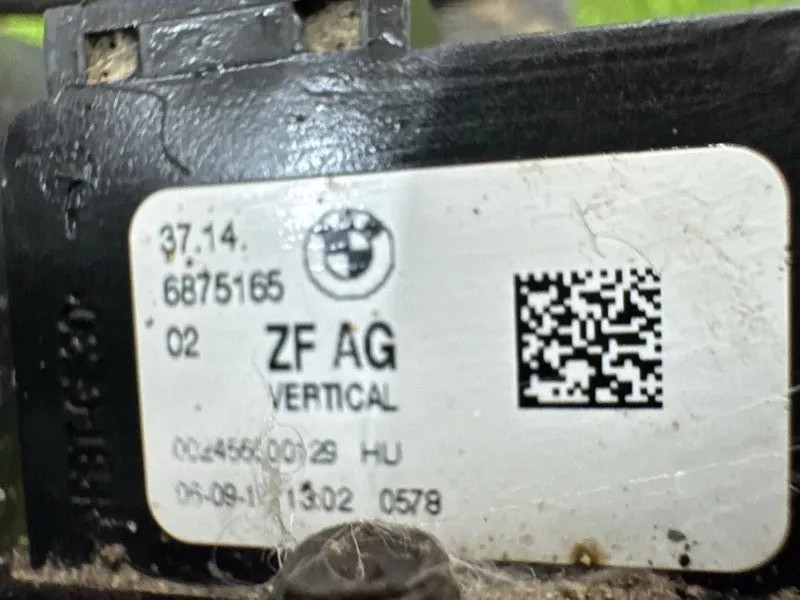 37.14.
6875165
02
ZF AG
VERTICAL
HU
13:02 0578